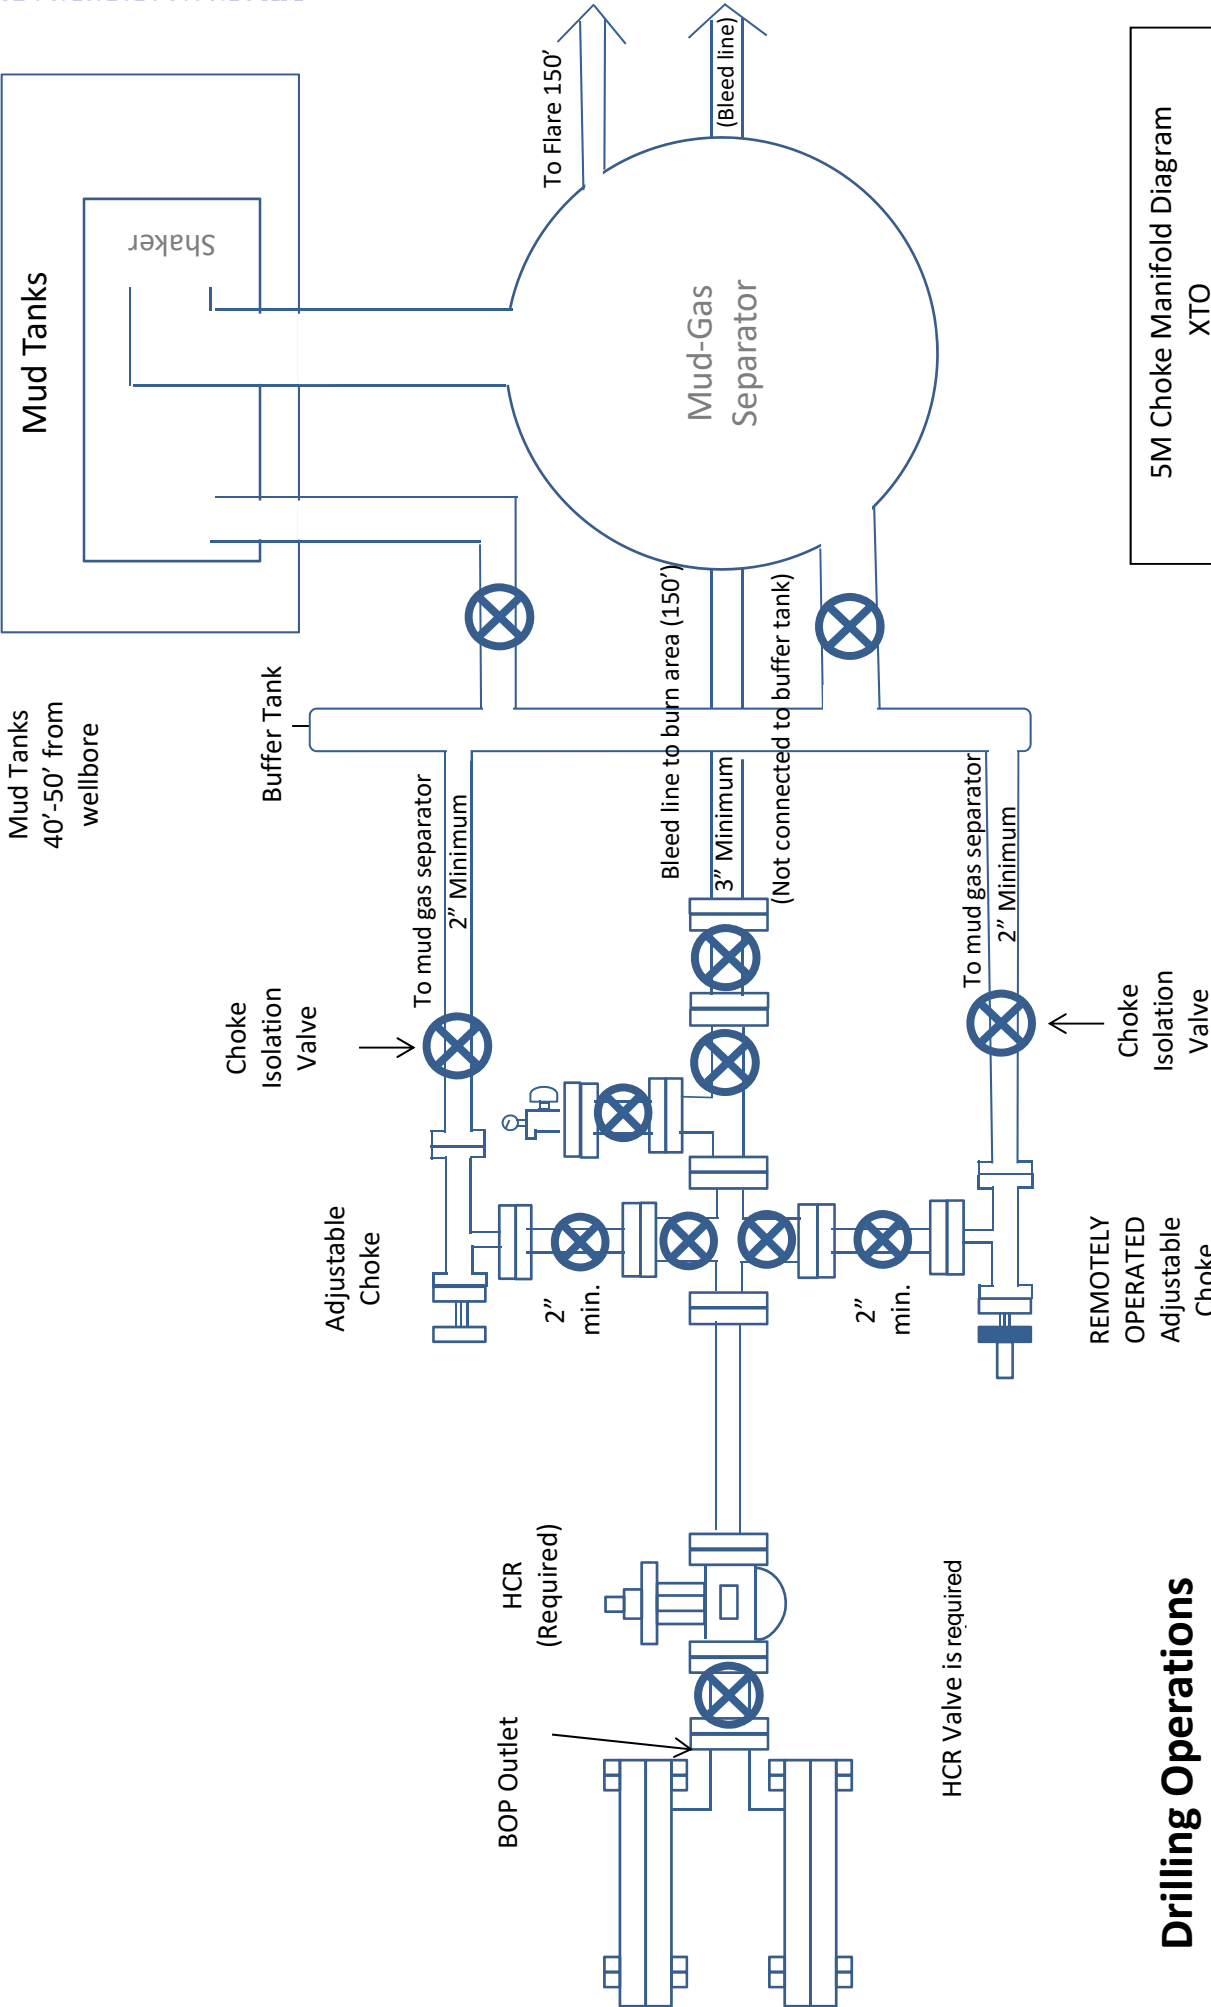 Mud Tanks
Shaker
Mud Tanks
40’-50’ from
wellbore
To Flare 150’
(Bleed line)
Mud-Gas
Separator
Buffer Tank
Bleed line to burn area (150’)
3” Minimum
(Not connected to buffer tank)
To mud gas separator
2” Minimum
To mud gas separator
2” Minimum
Choke
Isolation
Valve
Choke
Isolation
Valve
Adjustable
Choke
2”
min.
2”
min.
REMOTELY
OPERATED
Adjustable
Choke
HCR
(Required)
BOP Outlet
HCR Valve is required
Drilling Operations
5M Choke Manifold Diagram
XTO